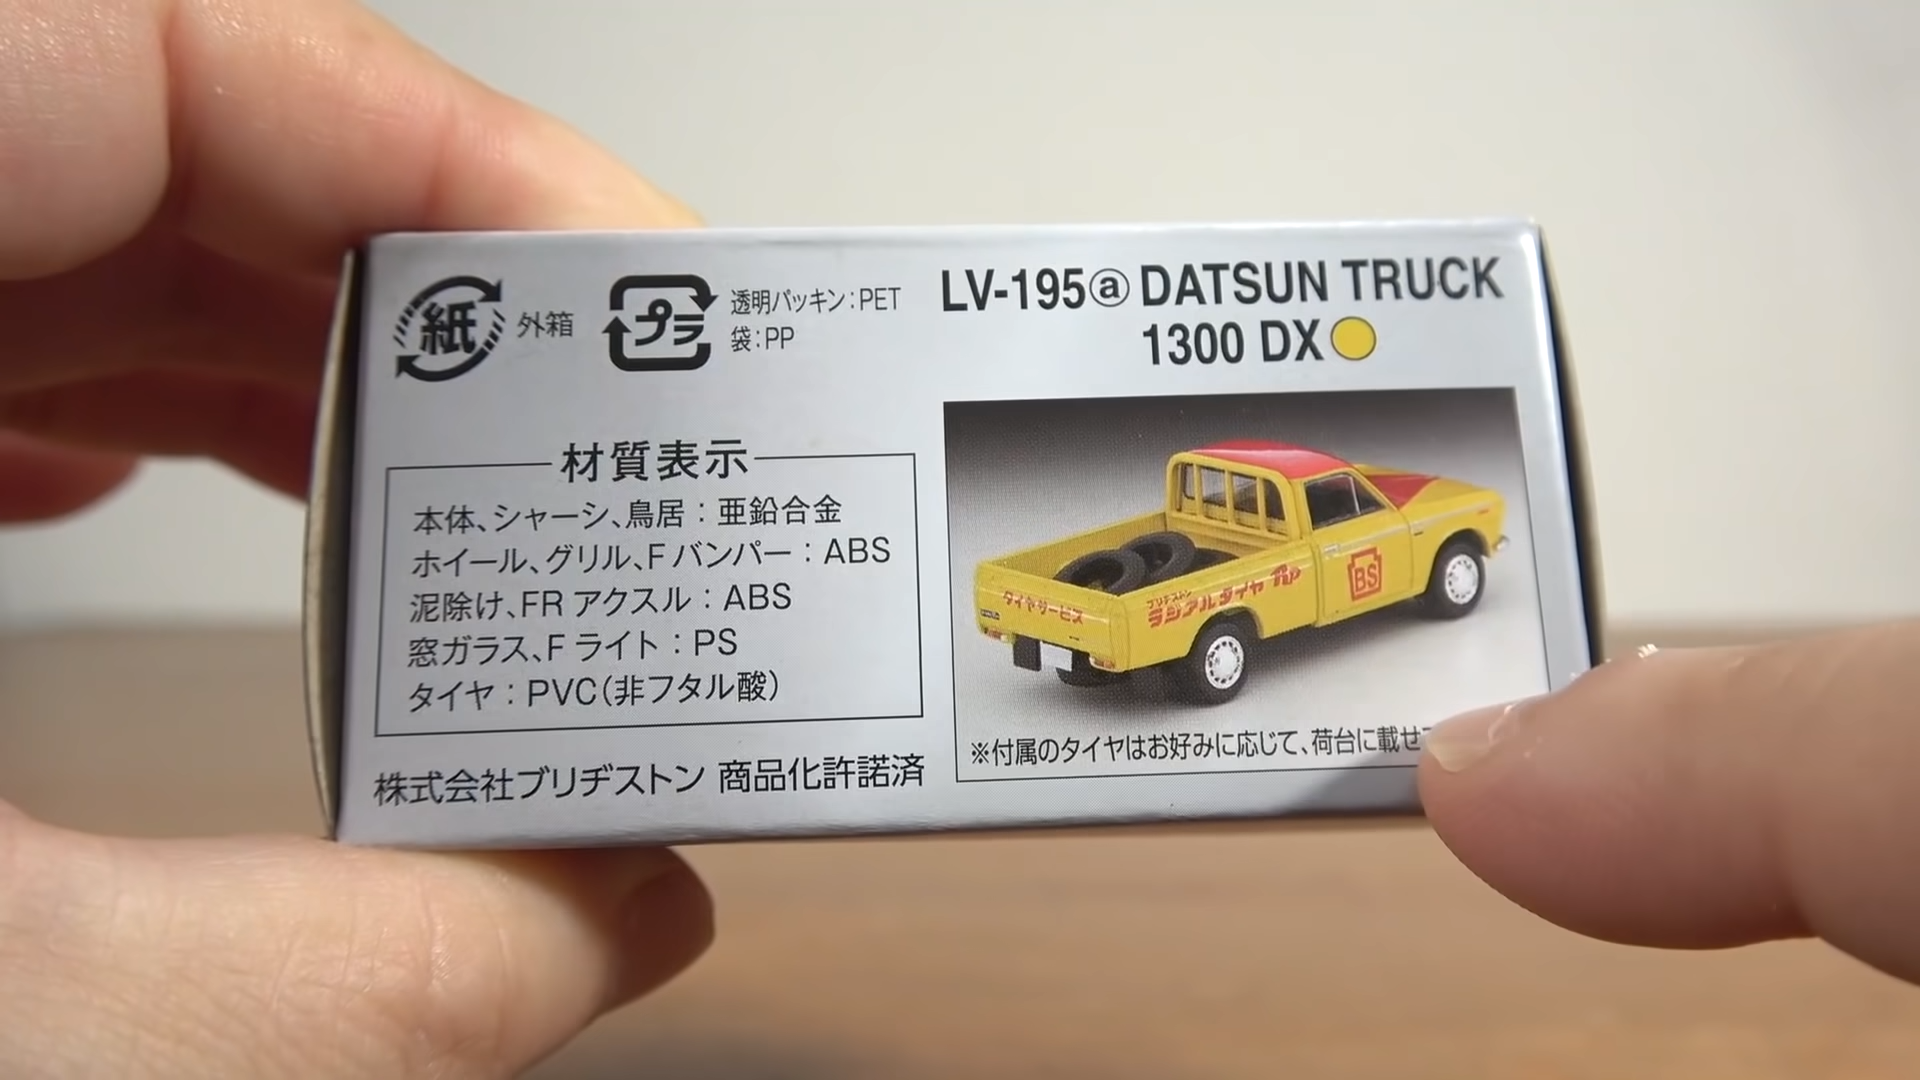 紙 外箱
プラ 透明パッキン:PET
袋:PP
LV-195ⓐ DATSUN TRUCK
1300 DX
材質表示
本体、シャーシ、鳥居:亜鉛合金
ホイール、グリル、Fバンパー:ABS
泥除け、FRアクスル:ABS
窓ガラス、Fライト:PS
タイヤ:PVC(非フタル酸)
株式会社ブリヂストン 商品化許諾済
タイヤサービス
ブリヂストン
ラジアルタイヤ
BS
※付属のタイヤはお好みに応じて、荷台に載せ